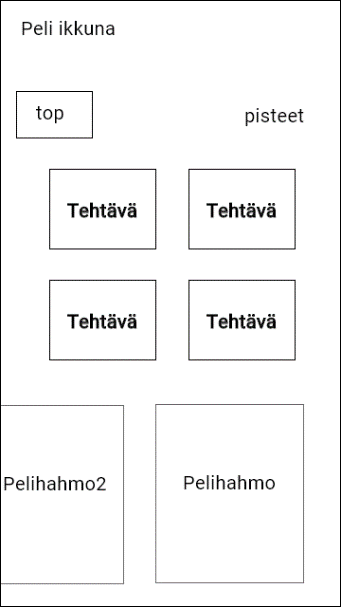 Peli ikkuna
top
pisteet
Tehtävä
Tehtävä
Tehtävä
Tehtävä
Pelihahmo2
Pelihahmo